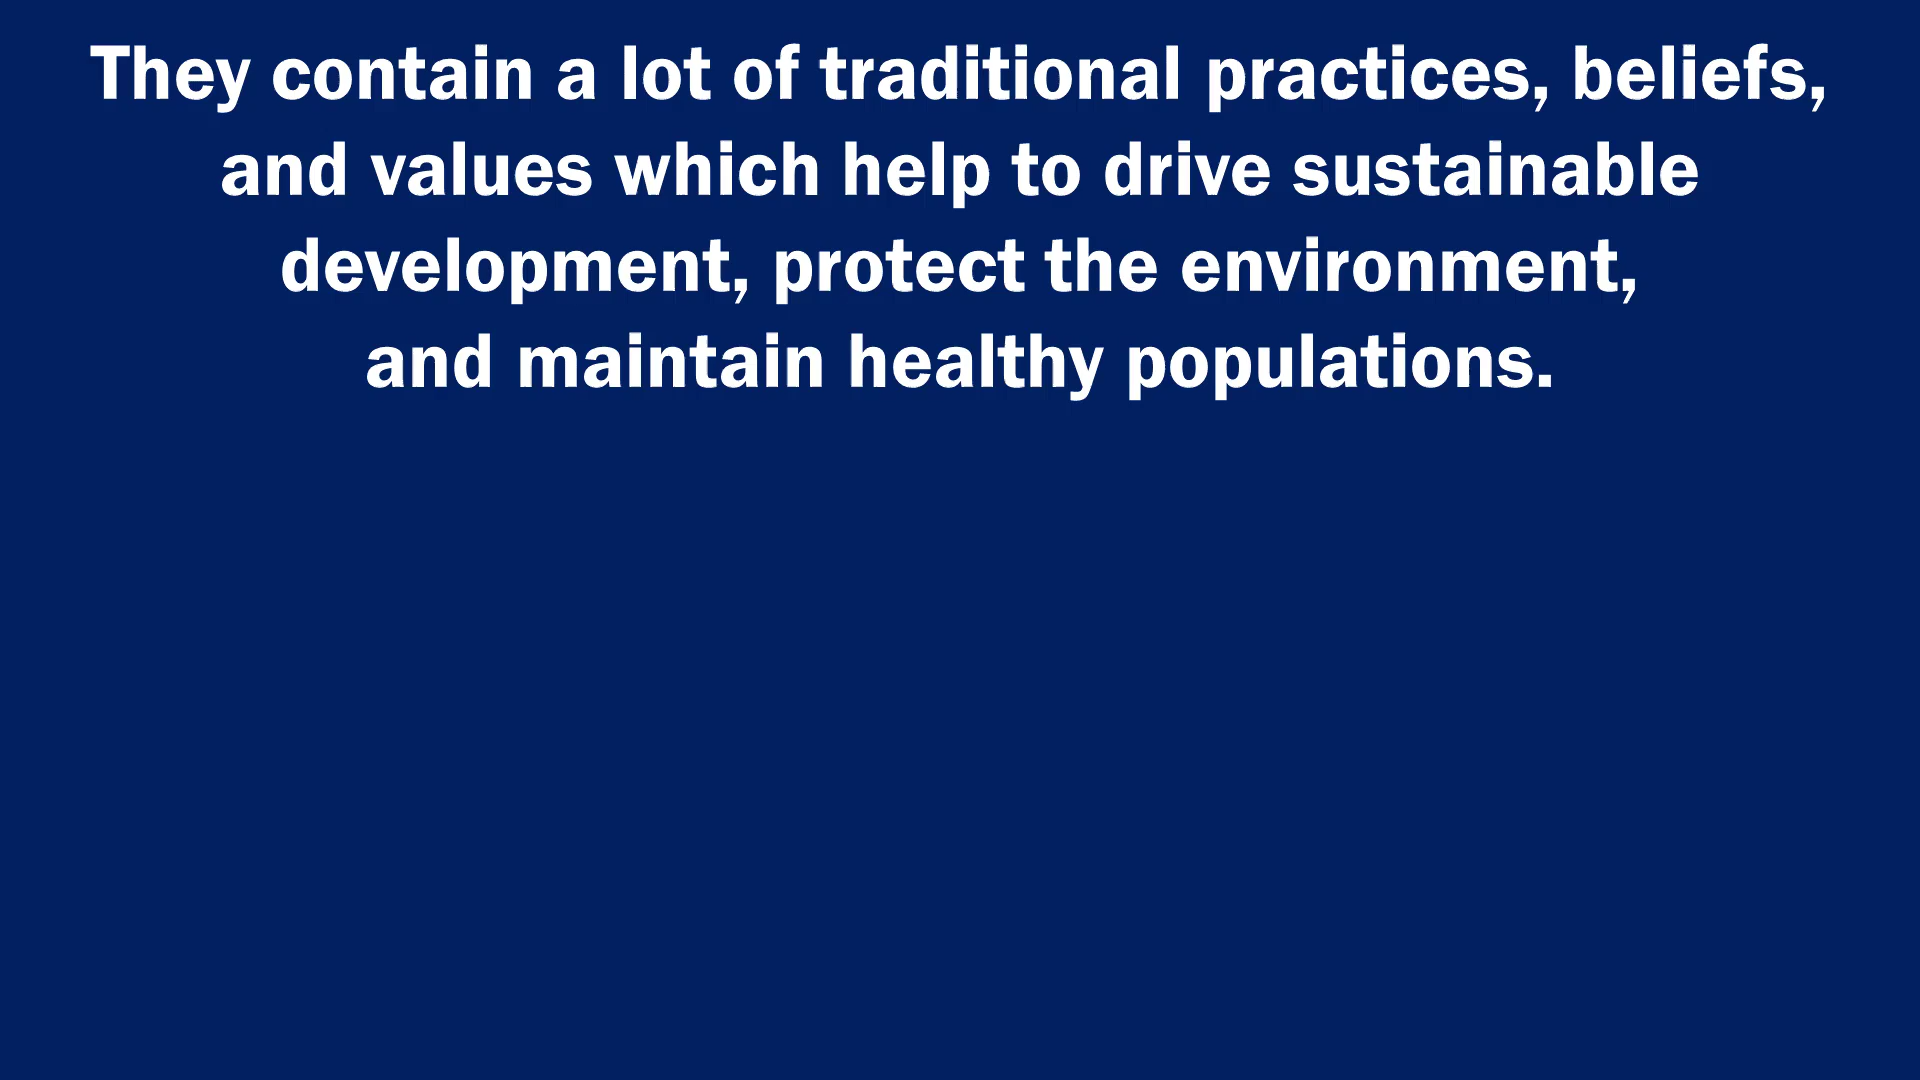 They contain a lot of traditional practices, beliefs,
and values which help to drive sustainable
development, protect the environment,
and maintain healthy populations.